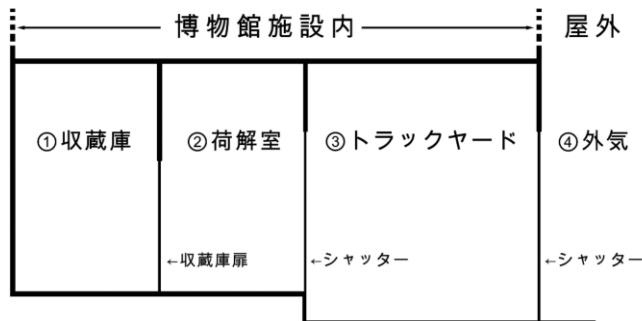 博物館施設内
屋外
①収蔵庫
②荷解室
③トラックヤード
④外気
←収蔵庫扉
←シャッター
←シャッター